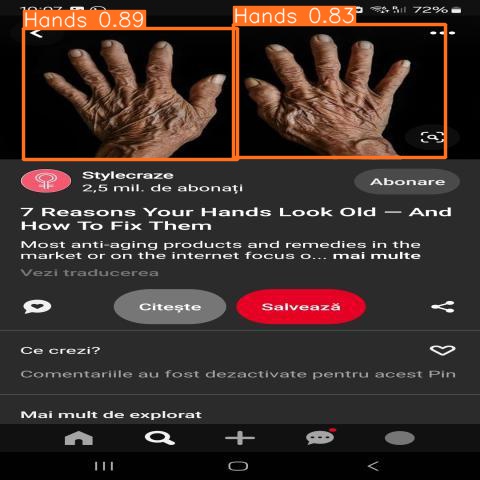 Hands 0.89
Hands 0.83
72%
Stylecraze
2,5 mil. de abonați
Abonare
7 Reasons Your Hands Look Old — And
How To Fix Them
Most anti-aging products and remedies in the
market or on the internet focus o... mai multe
Vezi traducerea
Citește
Salvează
Ce crezi?
Comentariile au fost dezactivate pentru acest Pin
Mai mult de explorat